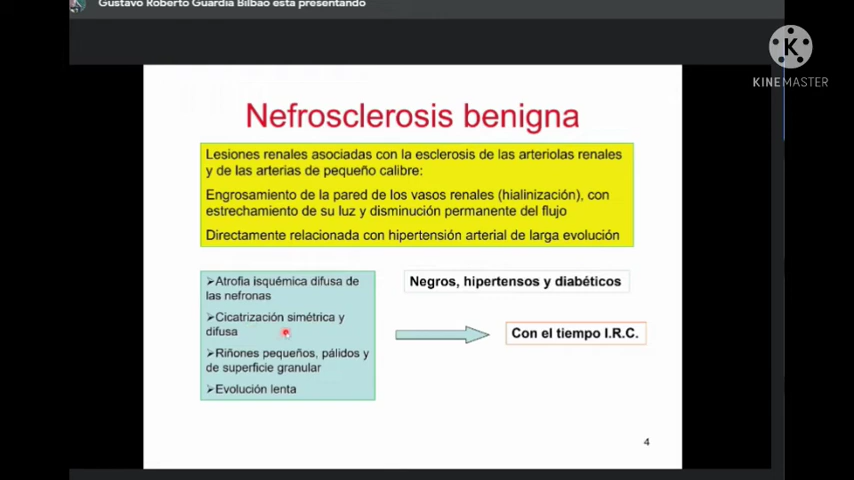 Gustavo Roberto Guardia Bilbao está presentando
K
KINEMASTER
Nefrosclerosis benigna
Lesiones renales asociadas con la esclerosis de las arteriolas renales
y de las arterias de pequeño calibre:
Engrosamiento de la pared de los vasos renales (hialinización), con
estrechamiento de su luz y disminución permanente del flujo
Directamente relacionada con hipertensión arterial de larga evolución
➢Atrofia isquémica difusa de
las nefronas
➢Cicatrización simétrica y
difusa
➢Riñones pequeños, pálidos y
de superficie granular
➢Evolución lenta
Negros, hipertensos y diabéticos
Con el tiempo I.R.C.
4